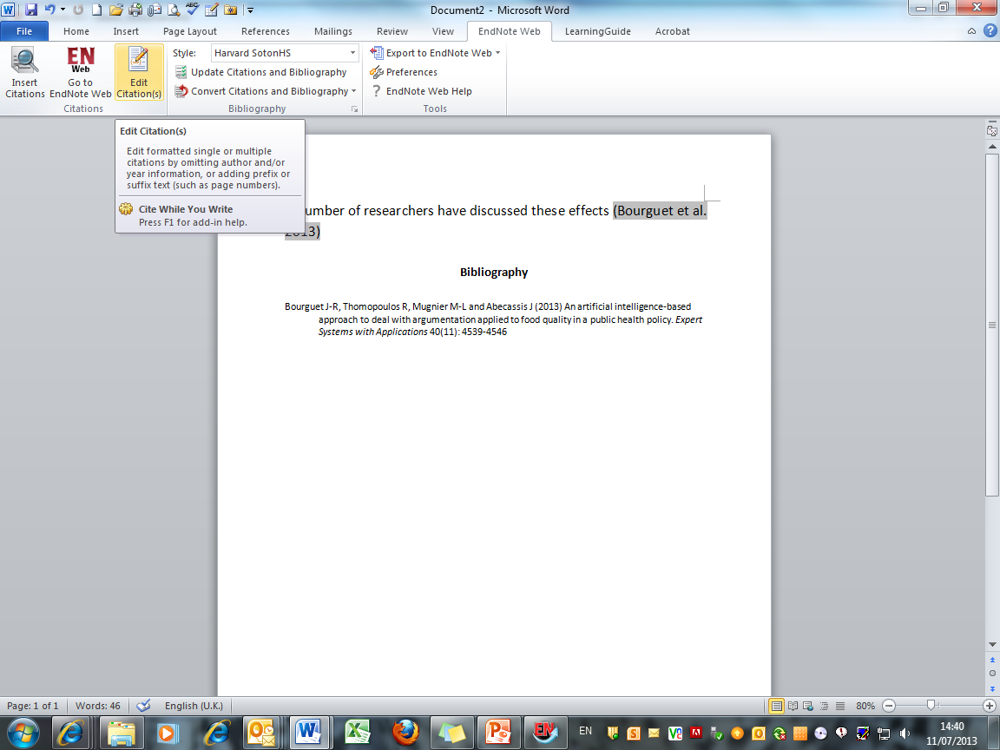 Document2 - Microsoft Word
File Home Insert Page Layout References Mailings Review View EndNote Web LearningGuide Acrobat
Insert Citations
EN Web
Go to EndNote Web
Edit Citation(s)
Citations
Style: Harvard SotonHS
Update Citations and Bibliography
Convert Citations and Bibliography
Bibliography
Export to EndNote Web
Preferences
EndNote Web Help
Tools
Edit Citation(s)
Edit formatted single or multiple
citations by omitting author and/or
year information, or adding prefix or
suffix text (such as page numbers).
Cite While You Write
Press F1 for add-in help.
umber of researchers have discussed these effects (Bourguet et al.
2013)
Bibliography
Bourguet J-R, Thomopoulos R, Mugnier M-L and Abecassis J (2013) An artificial intelligence-based
approach to deal with argumentation applied to food quality in a public health policy. Expert
Systems with Applications 40(11): 4539-4546
Page: 1 of 1 Words: 46 English (U.K.) 80%
EN
14:40
11/07/2013